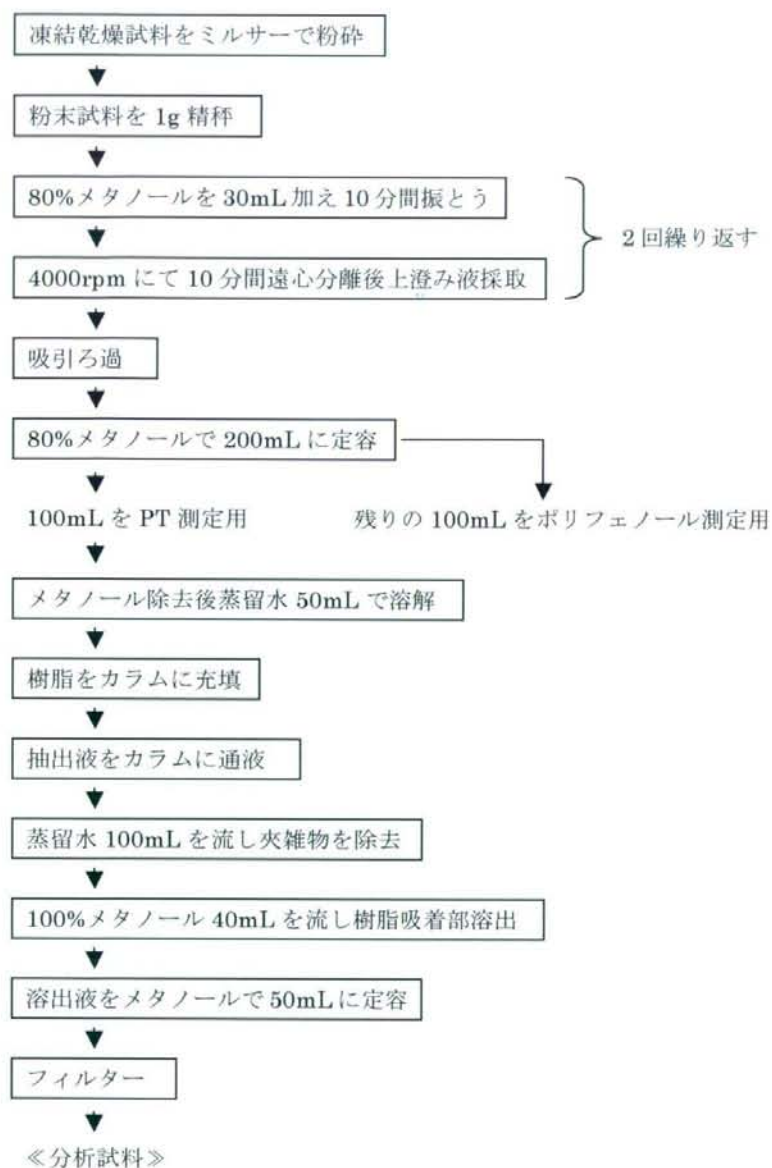 凍結乾燥試料をミルサーで粉砕
粉末試料を 1g 精秤
80%メタノールを 30mL 加え 10 分間振とう
2 回繰り返す
4000rpm にて 10 分間遠心分離後上澄み液採取
吸引ろ過
80%メタノールで 200mL に定容
100mL を PT 測定用
残りの 100mL をポリフェノール測定用
メタノール除去後蒸留水 50mL で溶解
樹脂をカラムに充填
抽出液をカラムに通液
蒸留水 100mL を流し夾雑物を除去
100%メタノール 40mL を流し樹脂吸着部溶出
溶出液をメタノールで 50mL に定容
フィルター
≪分析試料≫